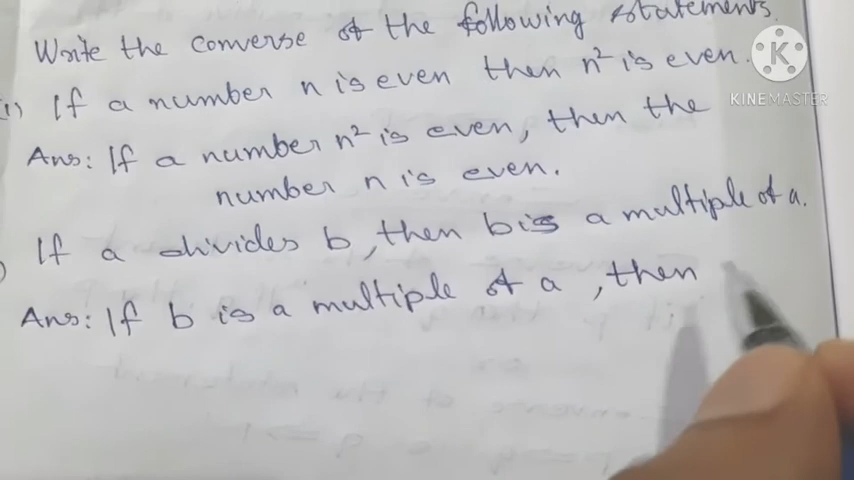 Write the converse of the following statements.
(1) If a number n is even then n² is even.
Ans: If a number n² is even, then the
number n is even.
) If a divides b, then b is a multiple of a.
Ans: If b is a multiple of a, then
KINEMASTER